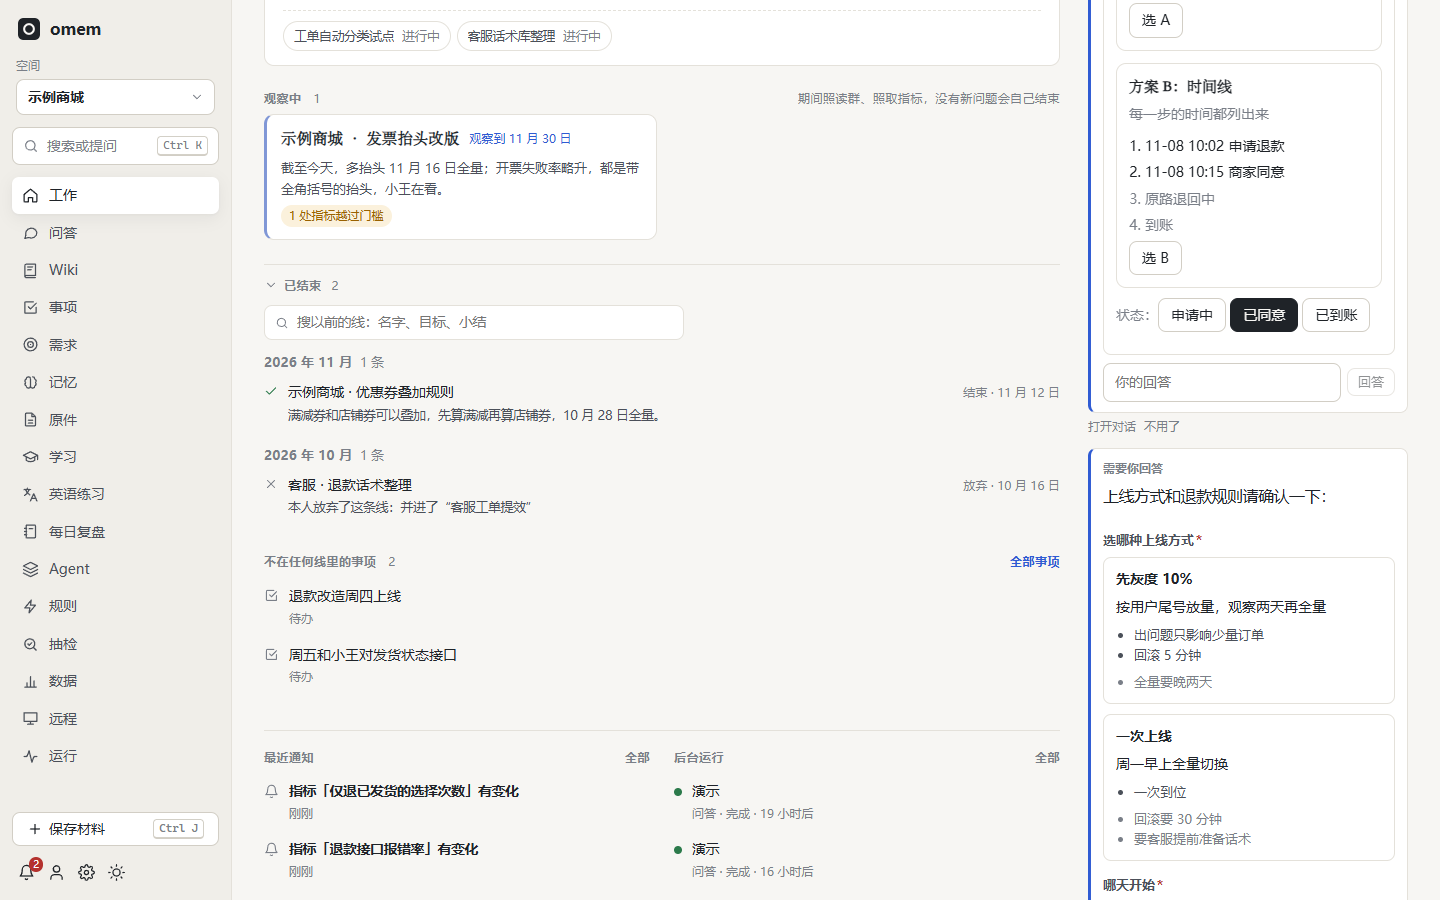 omem
空间
示例商城
搜索或提问 Ctrl K
工作
问答
Wiki
事项
需求
记忆
原件
学习
英语练习
每日复盘
Agent
规则
抽检
数据
远程
运行
保存材料 Ctrl J
2
工单自动分类试点 进行中 客服话术库整理 进行中
观察中 1 期间照读群、照取指标，没有新问题会自己结束
示例商城 · 发票抬头改版 观察到 11 月 30 日
截至今天，多抬头 11 月 16 日全量；开票失败率略升，都是带
全角括号的抬头，小王在看。
1 处指标越过门槛
已结束 2
搜以前的线：名字、目标、小结
2026 年 11 月 1 条
示例商城 · 优惠券叠加规则 结束 · 11 月 12 日
满减券和店铺券可以叠加，先算满减再算店铺券，10 月 28 日全量。
2026 年 10 月 1 条
客服 · 退款话术整理 放弃 · 10 月 16 日
本人放弃了这条线：并进了“客服工单提效”
不在任何线里的事项 2 全部事项
退款改造周四上线
待办
周五和小王对发货状态接口
待办
最近通知 全部
指标「仅退已发货的选择次数」有变化
刚刚
指标「退款接口报错率」有变化
刚刚
后台运行 全部
演示
问答 · 完成 · 19 小时后
演示
问答 · 完成 · 16 小时后
选 A
方案 B：时间线
每一步的时间都列出来
1. 11-08 10:02 申请退款
2. 11-08 10:15 商家同意
3. 原路退回中
4. 到账
选 B
状态： 申请中 已同意 已到账
你的回答 回答
打开对话 不用了
需要你回答
上线方式和退款规则请确认一下：
选哪种上线方式*
先灰度 10%
按用户尾号放量，观察两天再全量
出问题只影响少量订单
回滚 5 分钟
全量要晚两天
一次上线
周一早上全量切换
一次到位
回滚要 30 分钟
要客服提前准备话术
哪天开始*